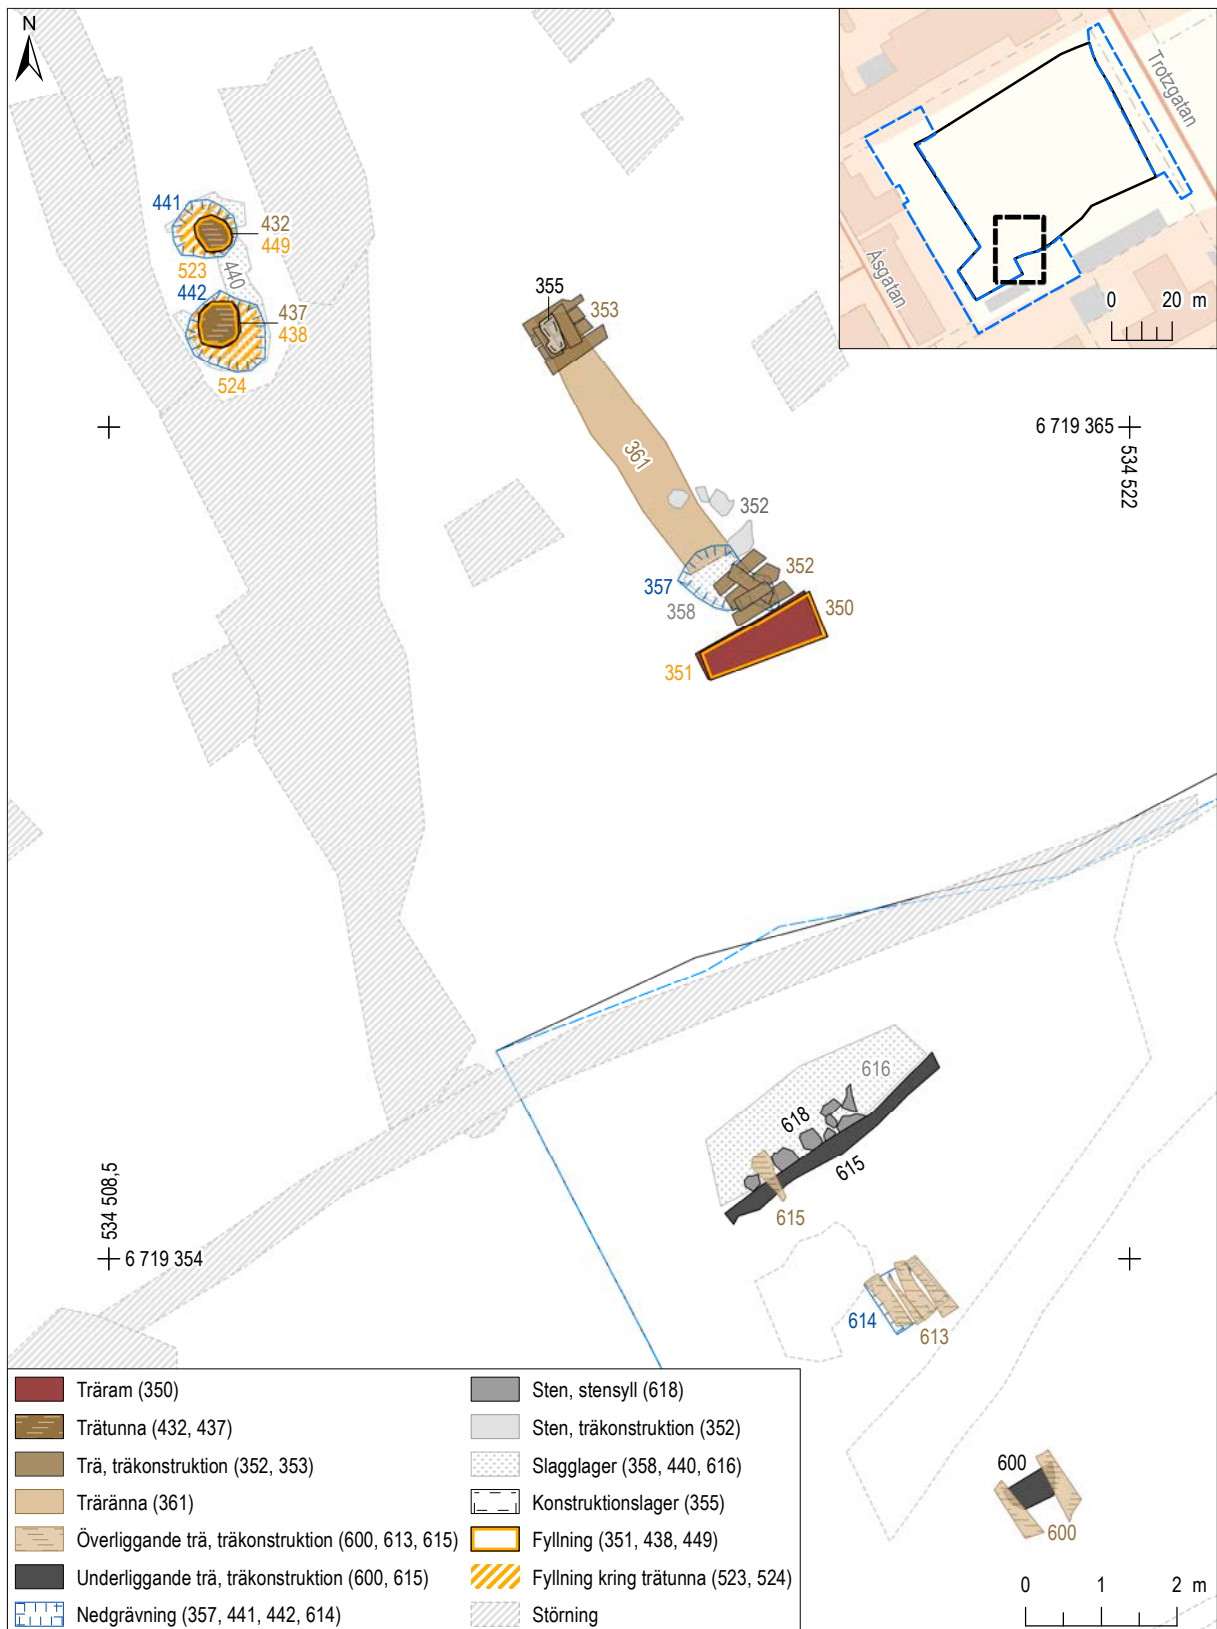 N
Trotzgatan
Åsgatan
0 20 m
441
432
449
523
440
442
437
438
524
355
353
361
6 719 365
534 522
352
352
357
358
350
351
616
618
615
615
534 508,5
6 719 354
614
613
600
600
Träram (350)
Trätunna (432, 437)
Trä, träkonstruktion (352, 353)
Träränna (361)
Överliggande trä, träkonstruktion (600, 613, 615)
Underliggande trä, träkonstruktion (600, 615)
Nedgrävning (357, 441, 442, 614)
Sten, stensyll (618)
Sten, träkonstruktion (352)
Slagglager (358, 440, 616)
Konstruktionslager (355)
Fyllning (351, 438, 449)
Fyllning kring trätunna (523, 524)
Störning
0 1 2 m